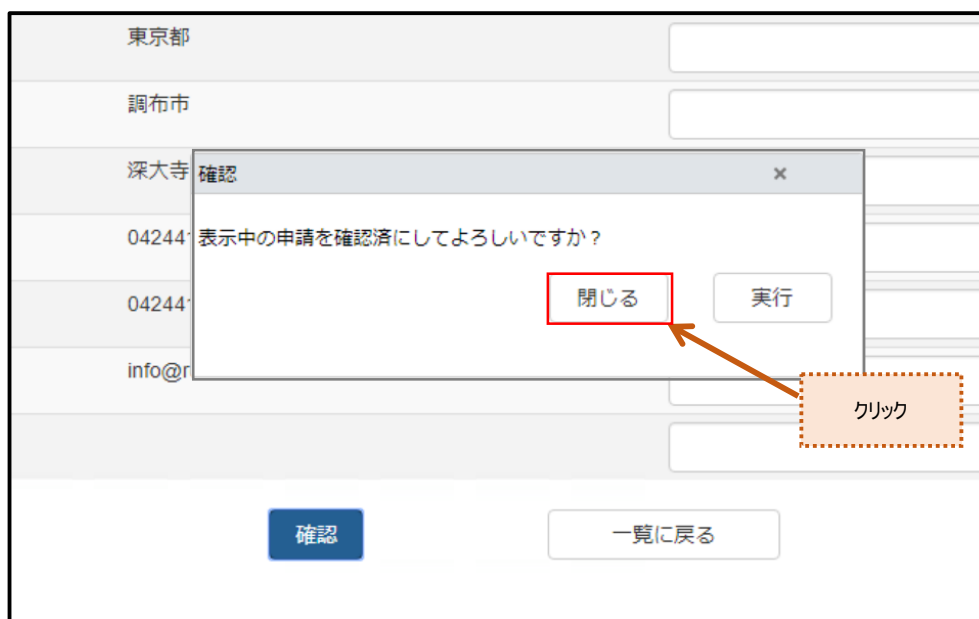 東京都
調布市
深大寺
確認 ×
04244
表示中の申請を確認済にしてよろしいですか？
閉じる 実行
04244
info@r
クリック
確認 一覧に戻る